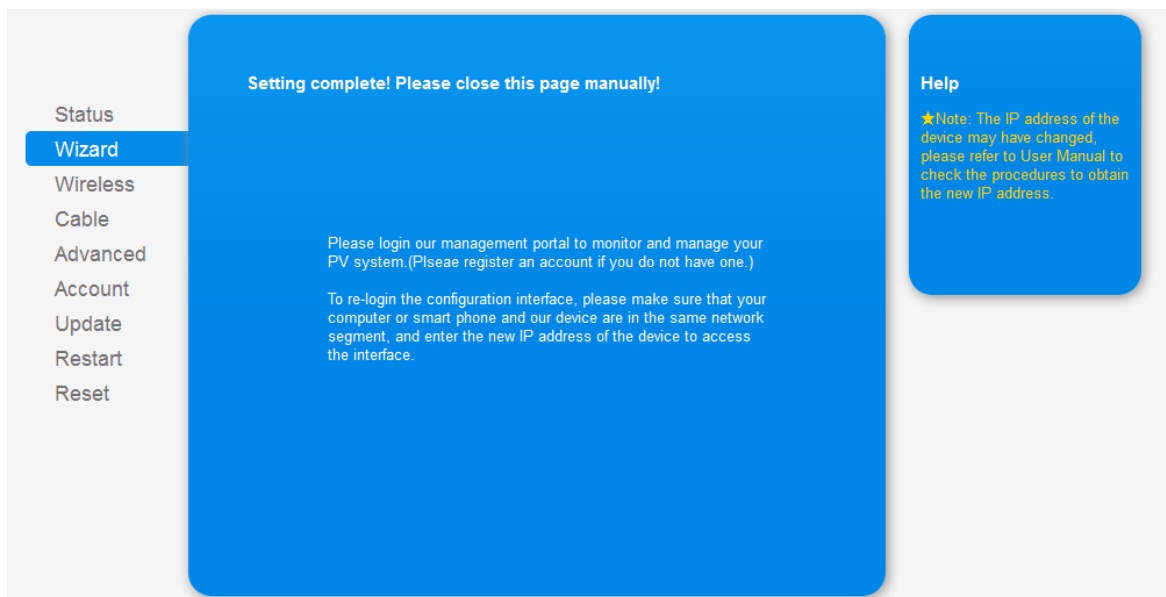 Status
Wizard
Wireless
Cable
Advanced
Account
Update
Restart
Reset
Setting complete! Please close this page manually!
Please login our management portal to monitor and manage your
PV system.(Plseae register an account if you do not have one.)
To re-login the configuration interface, please make sure that your
computer or smart phone and our device are in the same network
segment, and enter the new IP address of the device to access
the interface.
Help
★Note: The IP address of the
device may have changed,
please refer to User Manual to
check the procedures to obtain
the new IP address.